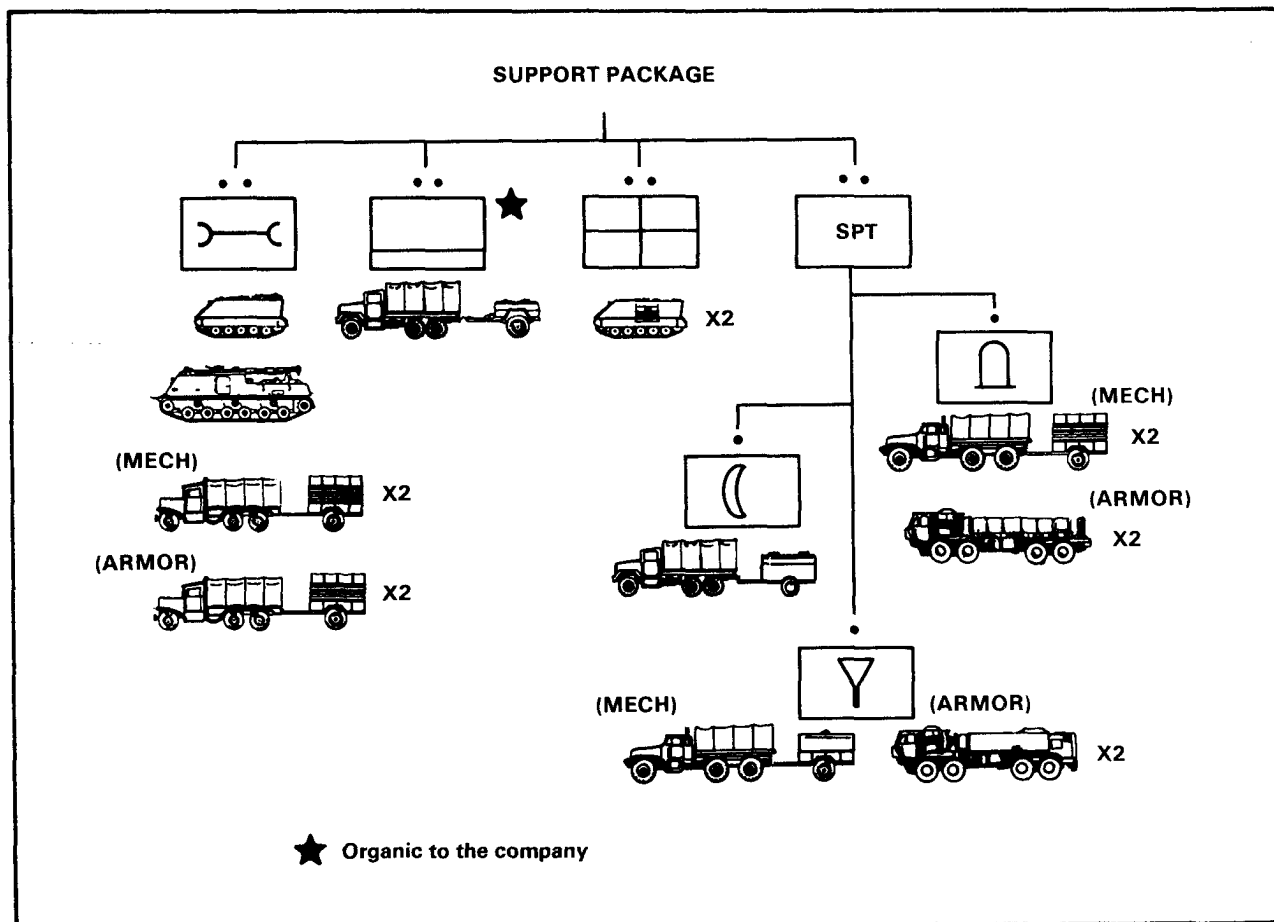 SUPPORT PACKAGE
SPT
X2
(MECH)
X2
(MECH)
X2
(ARMOR)
X2
(ARMOR)
X2
(MECH)
(ARMOR)
X2
Organic to the company